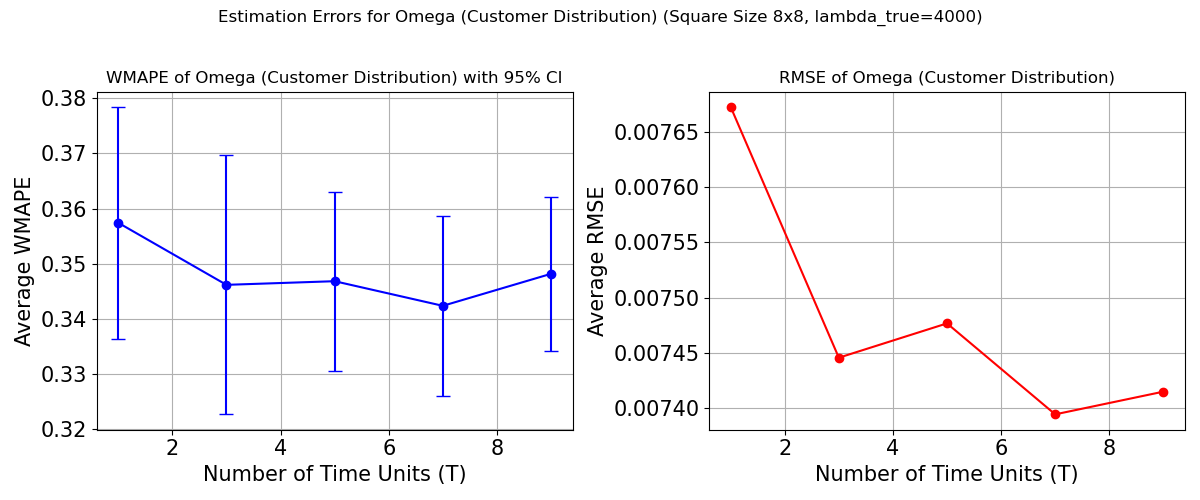 Estimation Errors for Omega (Customer Distribution) (Square Size 8x8, lambda_true=4000)
WMAPE of Omega (Customer Distribution) with 95% CI
Average WMAPE
0.38
0.37
0.36
0.35
0.34
0.33
0.32
2 4 6 8
Number of Time Units (T)
RMSE of Omega (Customer Distribution)
Average RMSE
0.00765
0.00760
0.00755
0.00750
0.00745
0.00740
2 4 6 8
Number of Time Units (T)